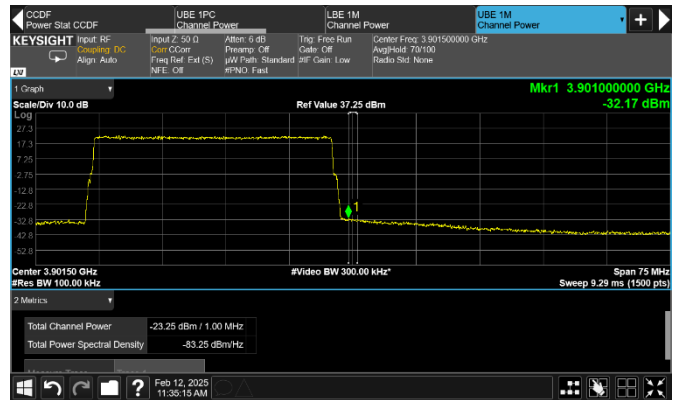 CCDF
Power Stat CCDF
UBE 1PC
Channel Power
LBE 1M
Channel Power
UBE 1M
Channel Power
KEYSIGHT
Input: RF
Coupling: DC
Align: Auto
Input Z: 50 Ω
Corr CCorr
Freq Ref: Ext (S)
NFE: Off
Atten: 6 dB
Preamp: Off
µW Path: Standard
#PNO: Fast
Trig: Free Run
Gate: Off
#IF Gain: Low
Center Freq: 3.901500000 GHz
Avg|Hold: 70/100
Radio Std: None
LXI
1 Graph
Mkr1 3.901000000 GHz
-32.17 dBm
Scale/Div 10.0 dB
Ref Value 37.25 dBm
Log
27.3
17.3
7.25
-2.75
-12.8
-22.8
-32.8
-42.8
-52.8
1
Center 3.90150 GHz
#Video BW 300.00 kHz*
Span 75 MHz
#Res BW 100.00 kHz
Sweep 9.29 ms (1500 pts)
2 Metrics
Total Channel Power -23.25 dBm / 1.00 MHz
Total Power Spectral Density -83.25 dBm/Hz
?
Feb 12, 2025
11:35:15 AM